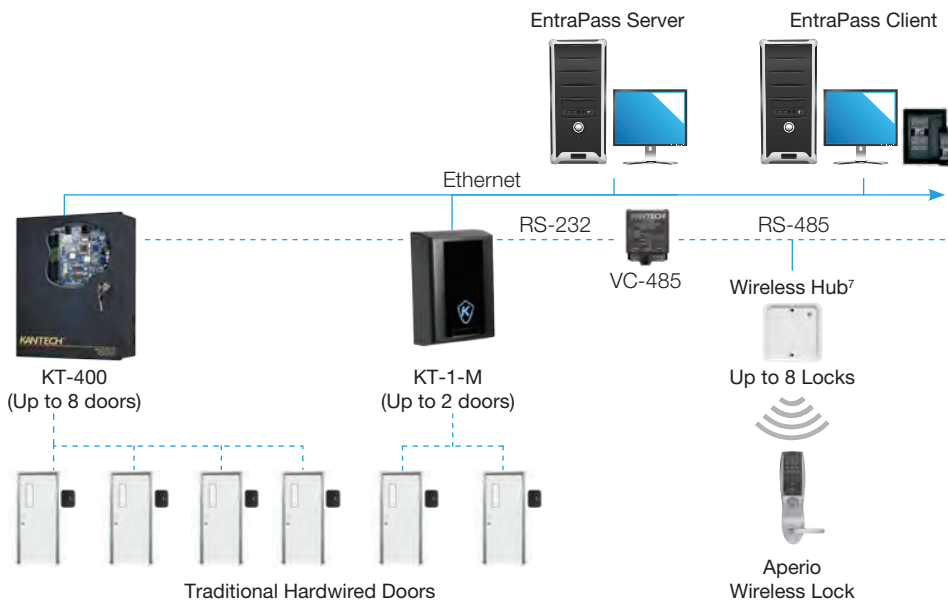 EntraPass Server
EntraPass Client
Ethernet
RS-232
RS-485
KANTECH
VC-485
Wireless Hub⁷
KANTECH
KT-400
(Up to 8 doors)
KT-1-M
(Up to 2 doors)
Up to 8 Locks
Traditional Hardwired Doors
Aperio
Wireless Lock